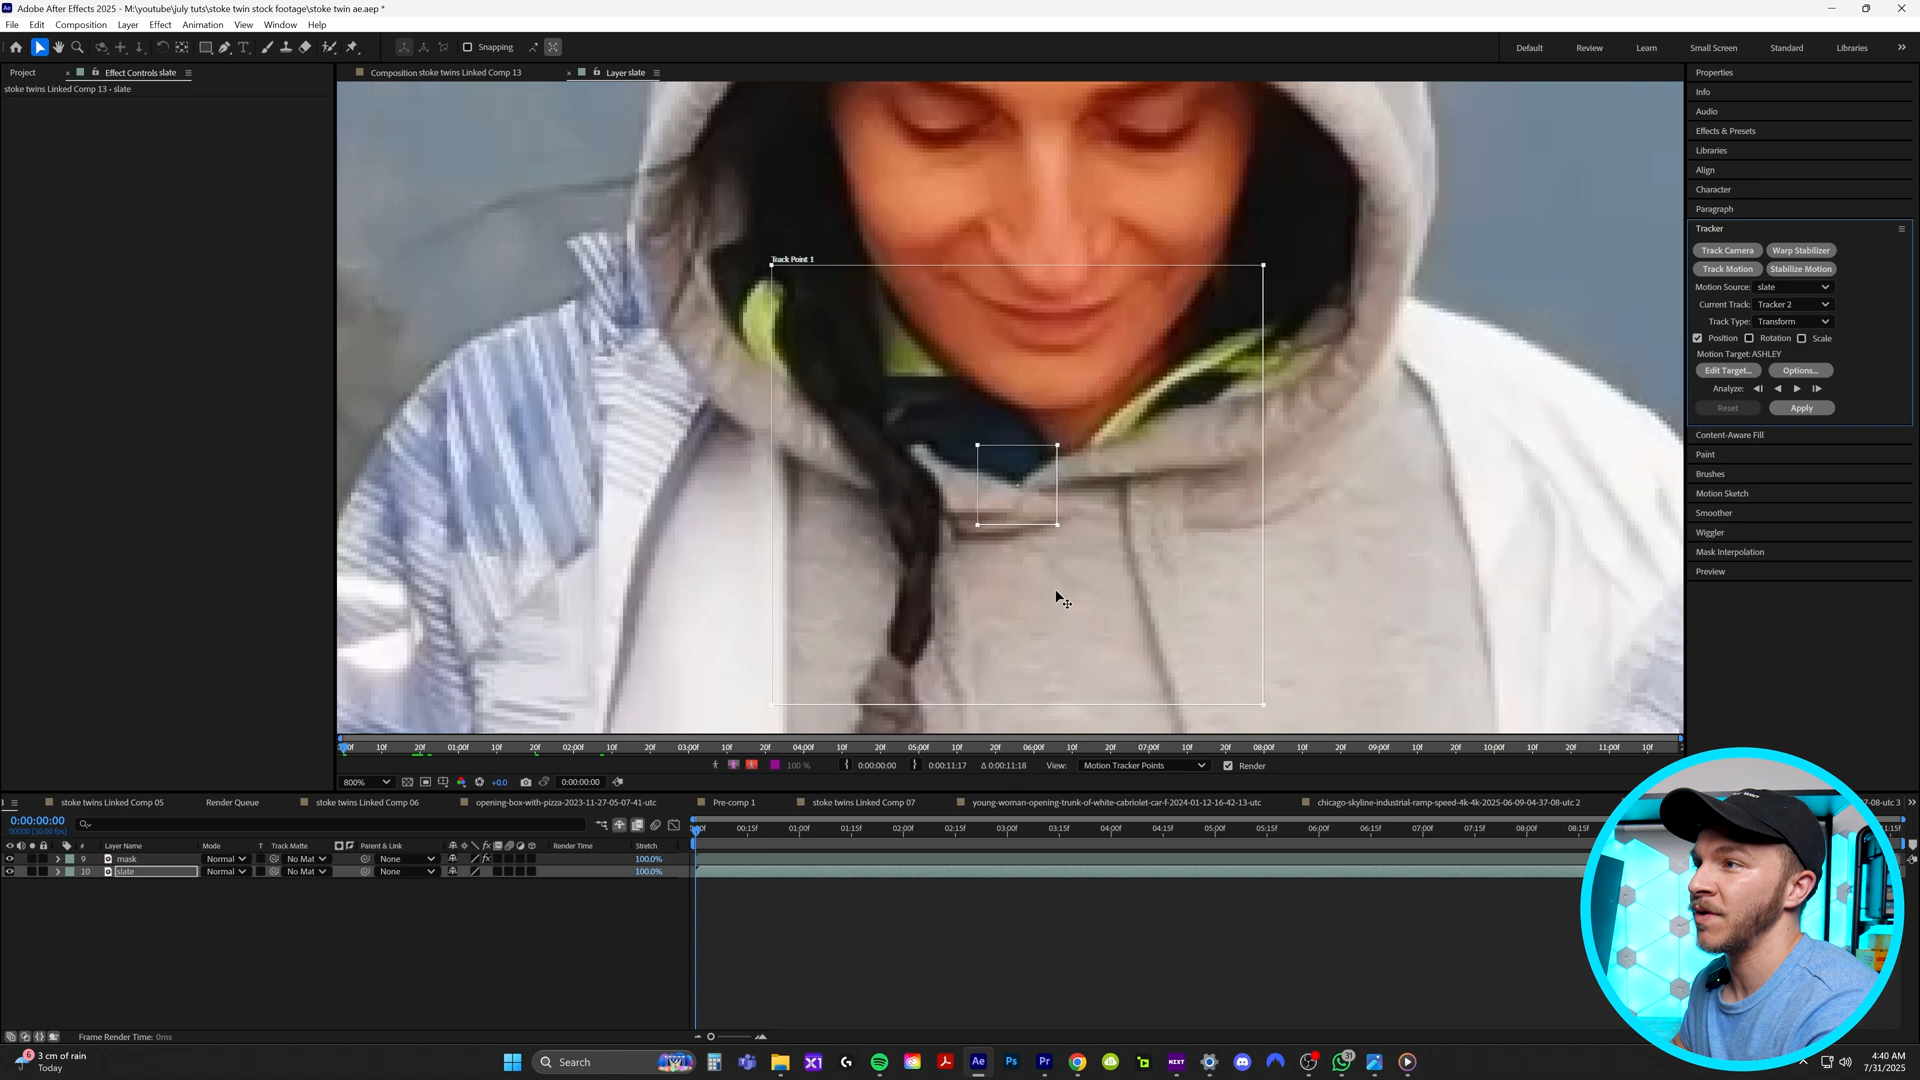 Adobe After Effects 2025 - M:\youtube\july tuts\stoke twin stock footage\stoke twin ae.aep *
File Edit Composition Layer Effect Animation View Window Help
Snapping
Default Review Learn Small Screen Standard Libraries
Project Effect Controls slate
Composition stoke twins Linked Comp 13
Layer slate
stoke twins Linked Comp 13 - slate
Track Point 1
Properties
Info
Audio
Effects & Presets
Libraries
Align
Character
Paragraph
Tracker
Track Camera Warp Stabilizer
Track Motion Stabilize Motion
Motion Source: slate
Current Track: Tracker 2
Track Type: Transform
Position Rotation Scale
Motion Target: ASHLEY
Edit Target... Options...
Analyze:
Reset Apply
Content-Aware Fill
Paint
Brushes
Motion Sketch
Smoother
Wiggler
Mask Interpolation
Preview
10f 20f 01:00f 10f 20f 02:00f 10f 20f 03:00f 10f 20f 04:00f 10f 20f 05:00f 10f 20f 06:00f 10f 20f 07:00f 10f 20f 08:00f 10f 20f 09:00f 10f 20f 10:00f 10f 20f 11:00f 10f
100 % 0:00:00:00 0:00:11:17 Δ 0:00:11:18 View: Motion Tracker Points Render
800% +0.0 0:00:00:00
stoke twins Linked Comp 05 Render Queue stoke twins Linked Comp 06 opening-box-with-pizza-2023-11-27-05-07-41-utc Pre-comp 1 stoke twins Linked Comp 07 young-woman-opening-trunk-of-white-cabriolet-car-f-2024-01-12-16-42-13-utc chicago-skyline-industrial-ramp-speed-4k-4k-2025-06-09-04-37-08-utc 2
0:00:00:00
00000 (30.00 fps)
00:15f 01:00f 01:15f 02:00f 02:15f 03:00f 03:15f 04:00f 04:15f 05:00f 05:15f 06:00f 06:15f 07:00f 07:15f 08:00f 08:15f
# Layer Name Mode T Track Matte Parent & Link Render Time Stretch
9 mask Normal No Mat None 100.0%
10 slate Normal No Mat None 100.0%
Frame Render Time: 0ms
6 3 cm of rain
Today
Search
31
4:40 AM
7/31/2025